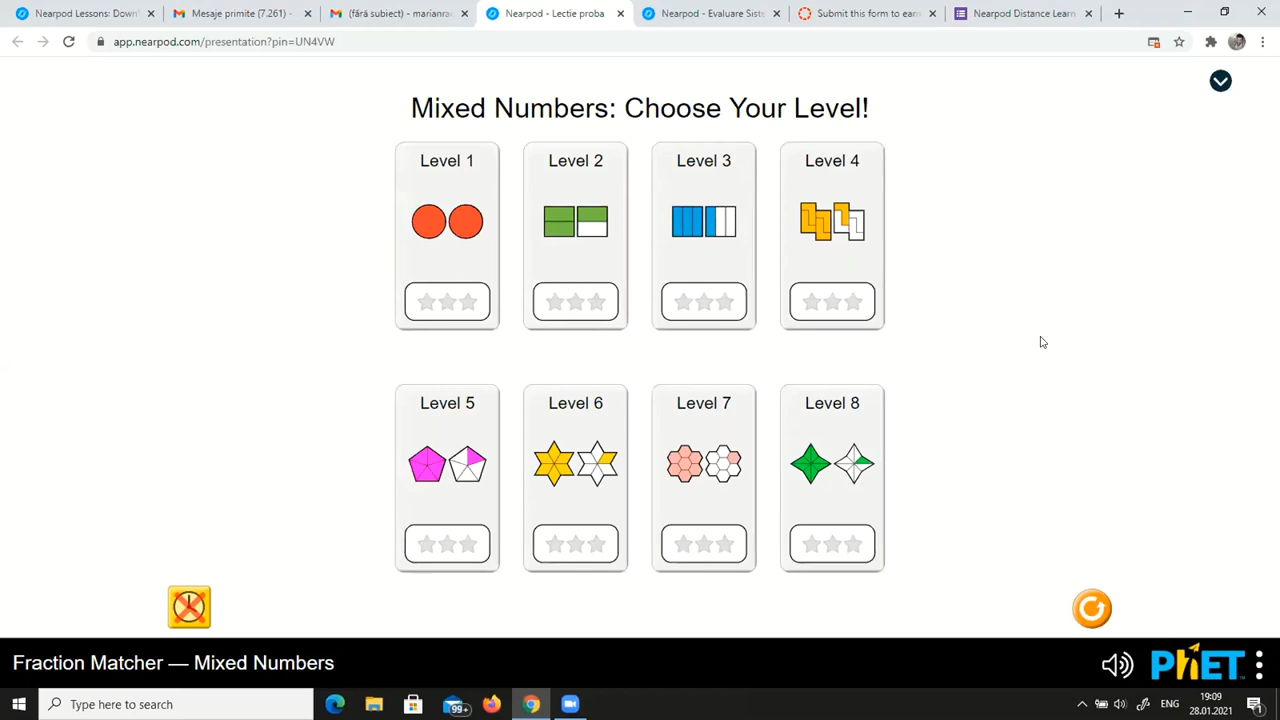 Nearpod Lessons: Down
Mesaje primite (7.261) -
(fără subiect) - marianra
Nearpod - Lectie proba
Nearpod - Evaluare Siste
Submit this form to earn
Nearpod Distance Learn
app.nearpod.com/presentation?pin=UN4VW
Mixed Numbers: Choose Your Level!
Level 1
Level 2
Level 3
Level 4
Level 5
Level 6
Level 7
Level 8
Fraction Matcher — Mixed Numbers
PhET
Type here to search
99+
ENG
19:09
28.01.2021
1